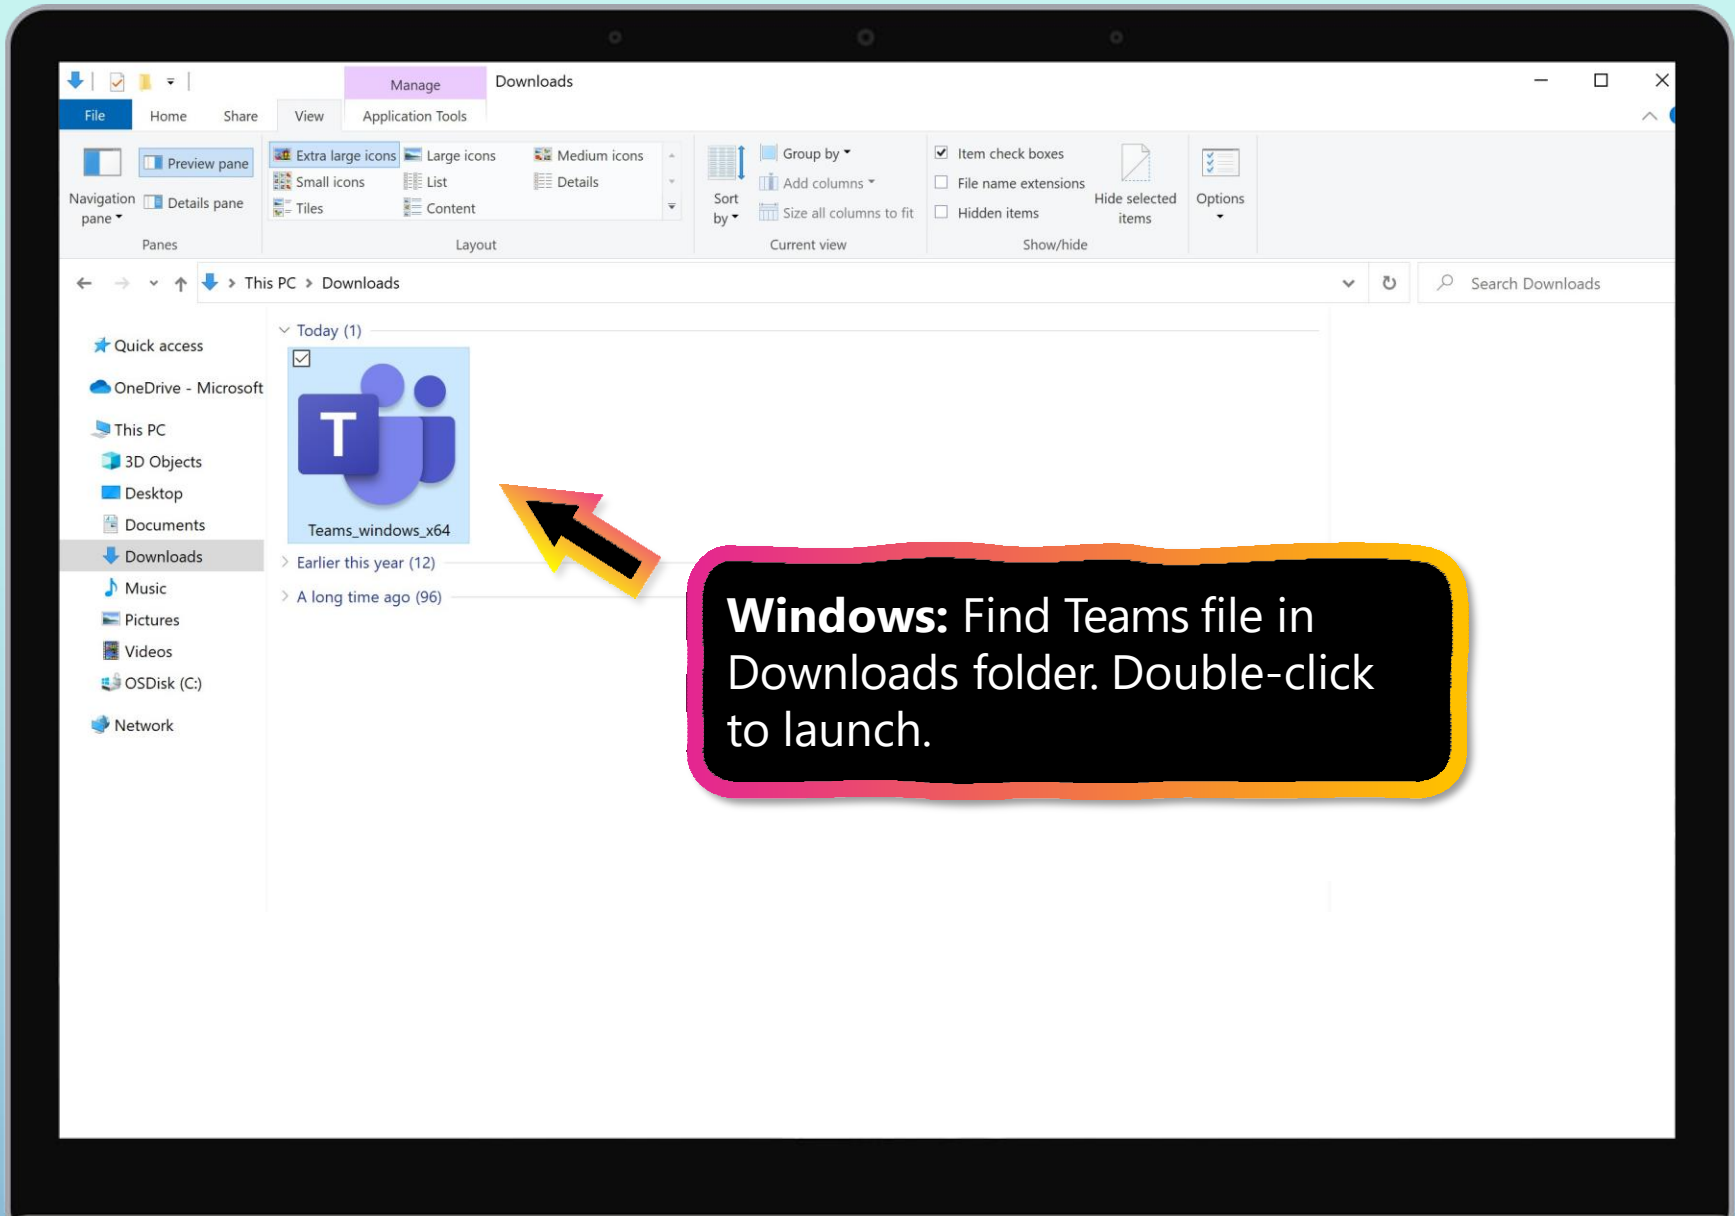 Manage
Downloads
File
Home
Share
View
Application Tools
Navigation pane
Preview pane
Details pane
Panes
Extra large icons
Large icons
Medium icons
Small icons
List
Details
Tiles
Content
Layout
Sort by
Group by
Add columns
Size all columns to fit
Current view
Item check boxes
File name extensions
Hidden items
Hide selected items
Show/hide
Options
This PC > Downloads
Search Downloads
Quick access
OneDrive - Microsoft
This PC
3D Objects
Desktop
Documents
Downloads
Music
Pictures
Videos
OSDisk (C:)
Network
Today (1)
T
Teams_windows_x64
Earlier this year (12)
A long time ago (96)
Windows: Find Teams file in
Downloads folder. Double-click
to launch.